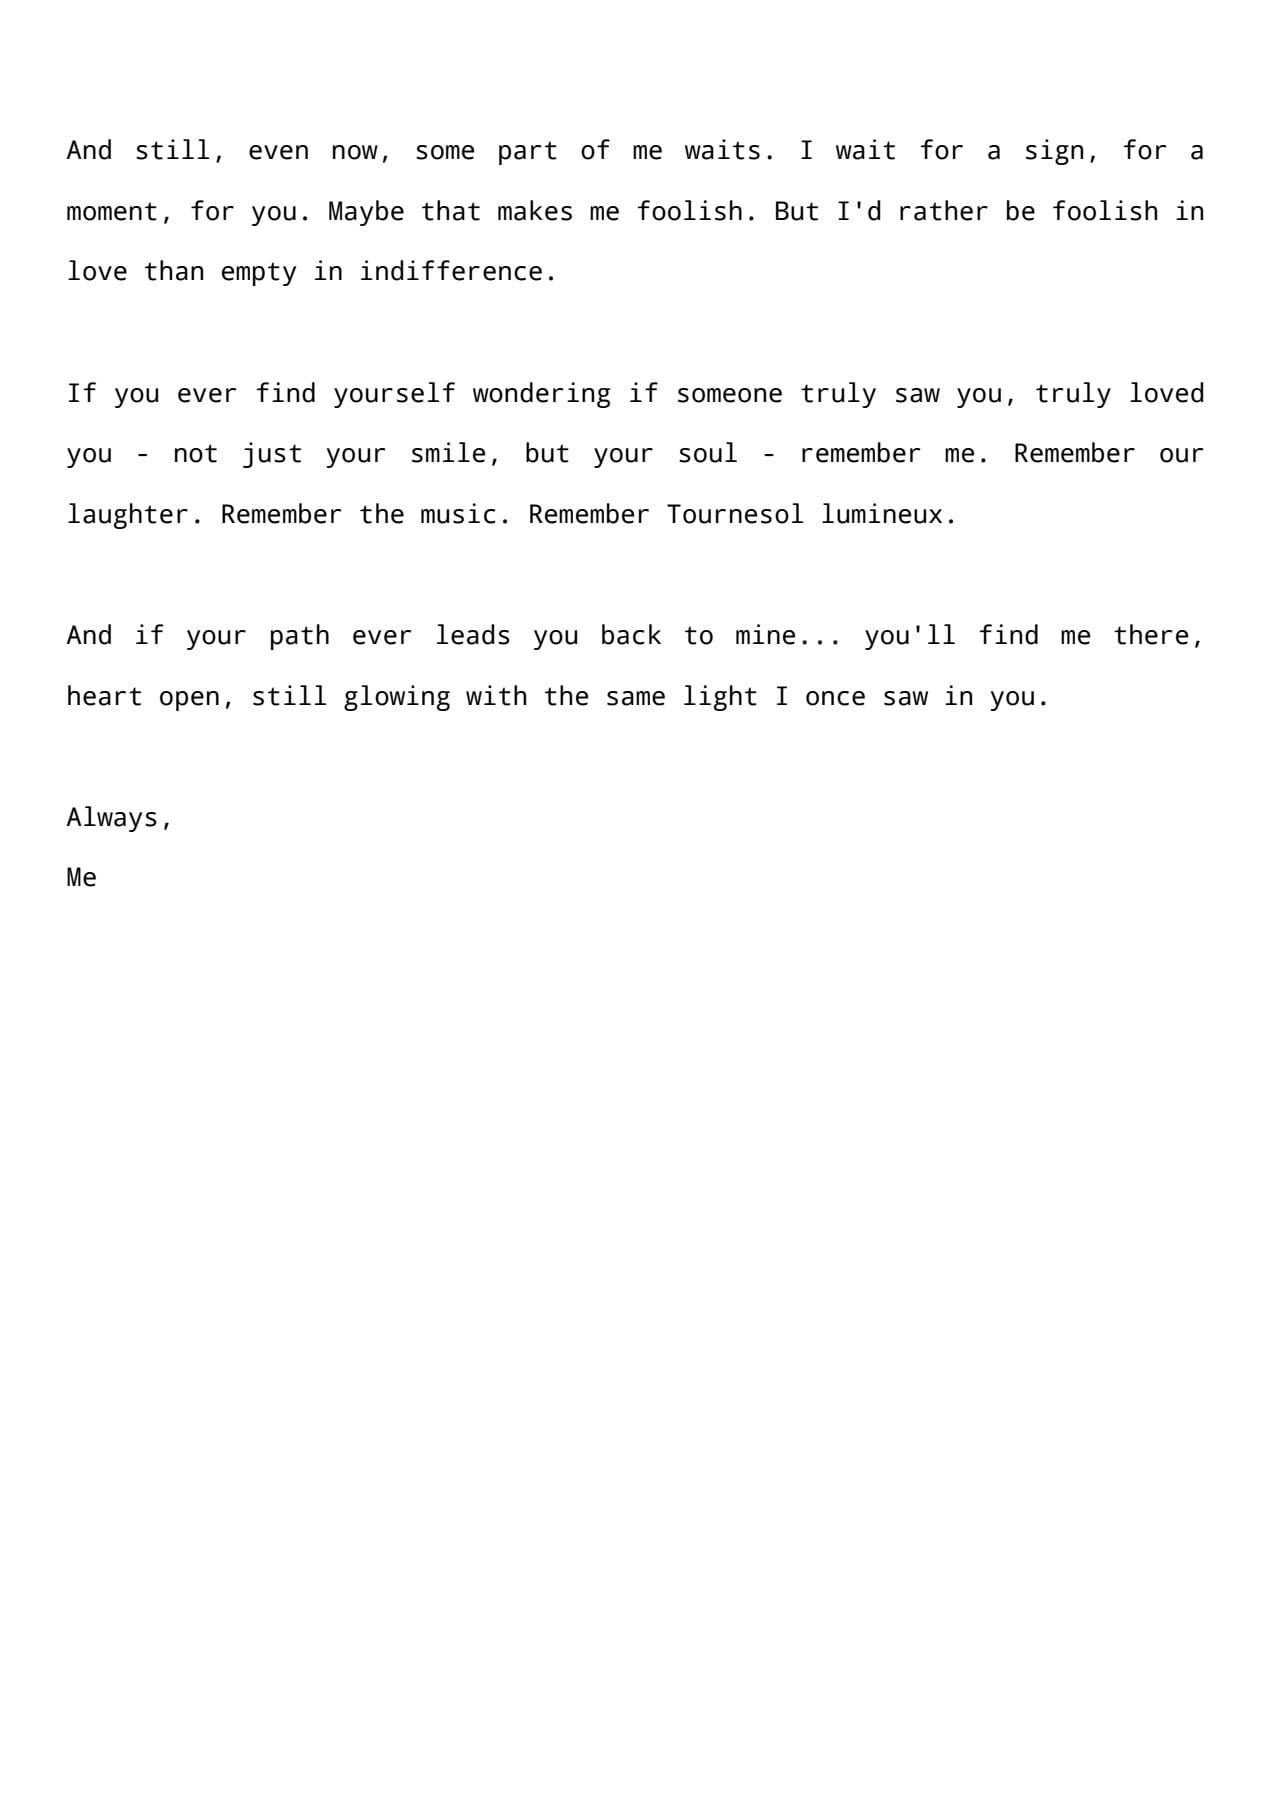 And still, even now, some part of me waits. I wait for a sign, for a
moment, for you. Maybe that makes me foolish. But I'd rather be foolish in
love than empty in indifference.
If you ever find yourself wondering if someone truly saw you, truly loved
you - not just your smile, but your soul - remember me. Remember our
laughter. Remember the music. Remember Tournesol lumineux.
And if your path ever leads you back to mine... you'll find me there,
heart open, still glowing with the same light I once saw in you.
Always,
Me